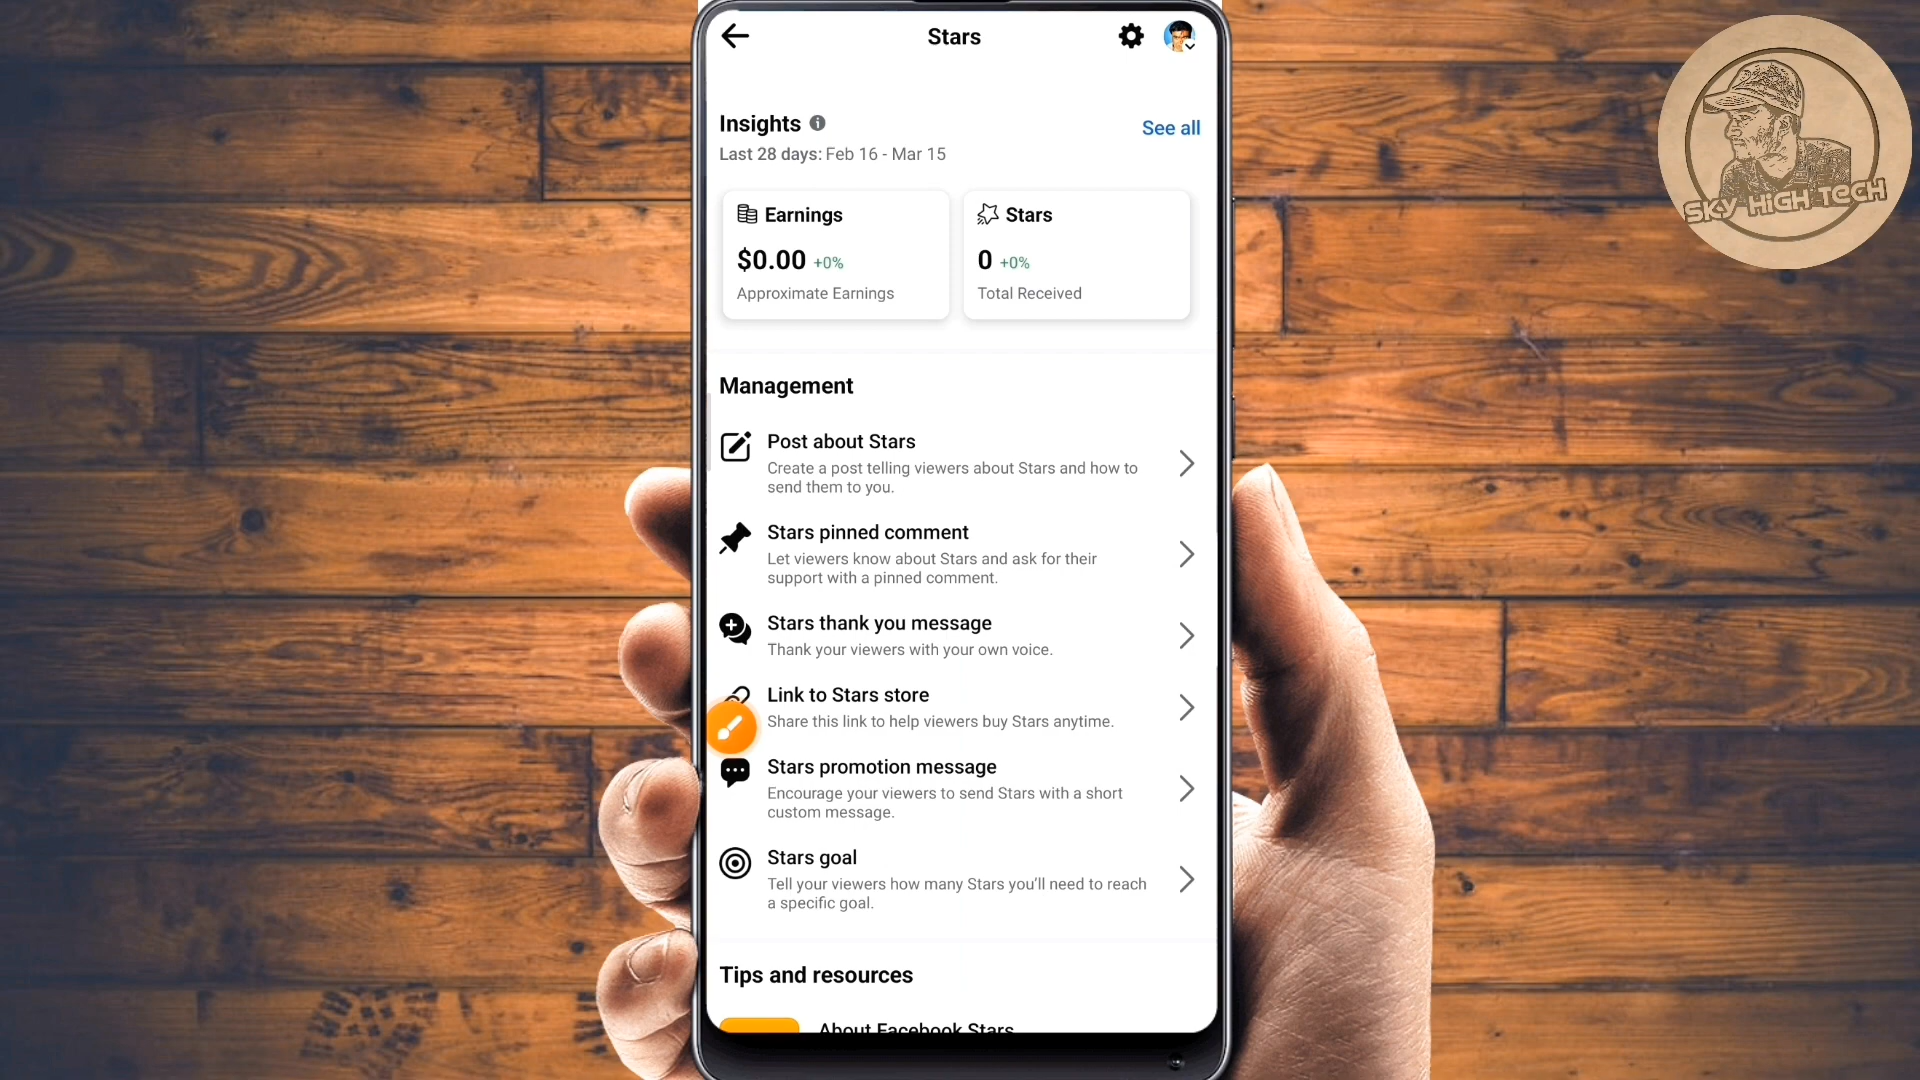 Stars
Insights
See all
Last 28 days: Feb 16 - Mar 15
Earnings
$0.00 +0%
Approximate Earnings
Stars
0 +0%
Total Received
Management
Post about Stars
Create a post telling viewers about Stars and how to
send them to you.
Stars pinned comment
Let viewers know about Stars and ask for their
support with a pinned comment.
Stars thank you message
Thank your viewers with your own voice.
Link to Stars store
Share this link to help viewers buy Stars anytime.
Stars promotion message
Encourage your viewers to send Stars with a short
custom message.
Stars goal
Tell your viewers how many Stars you’ll need to reach
a specific goal.
Tips and resources
About Facebook Stars
SKY HiGH TECH